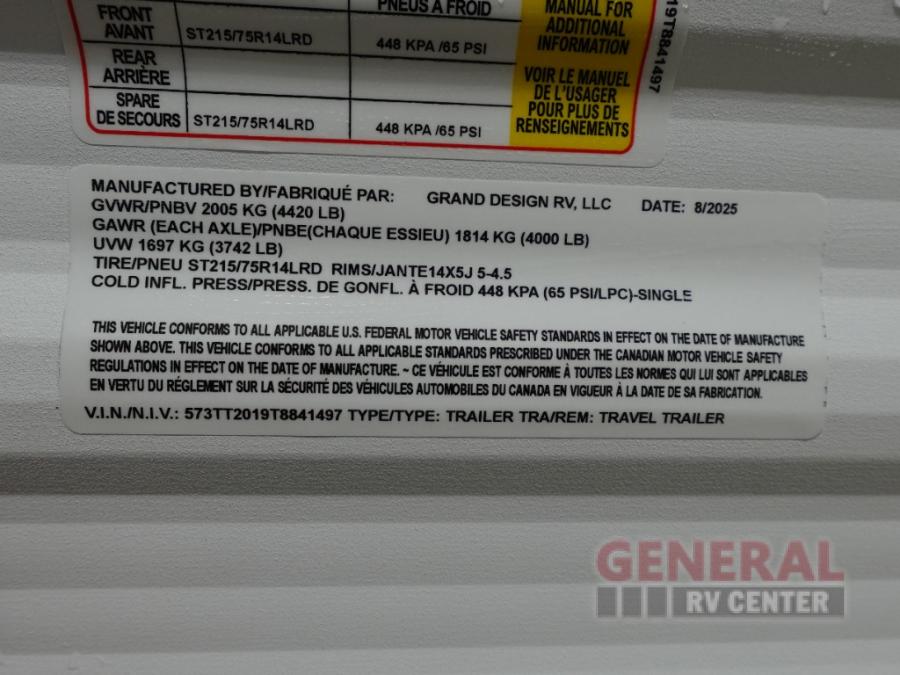 PNEUS A FROID
MANUAL FOR
ADDITIONAL
INFORMATION
FRONT
AVANT
ST215/75R14LRD
448 KPA /65 PSI
REAR
ARRIÈRE
SPARE
DE SECOURS
ST215/75R14LRD
448 KPA /65 PSI
VOIR LE MANUEL
DE L'USAGER
POUR PLUS DE
RENSEIGNEMENTS
19T8841497
MANUFACTURED BY/FABRIQUÉ PAR: GRAND DESIGN RV, LLC DATE: 8/2025
GVWR/PNBV 2005 KG (4420 LB)
GAWR (EACH AXLE)/PNBE(CHAQUE ESSIEU) 1814 KG (4000 LB)
UVW 1697 KG (3742 LB)
TIRE/PNEU ST215/75R14LRD RIMS/JANTE14X5J 5-4.5
COLD INFL. PRESS/PRESS. DE GONFL. À FROID 448 KPA (65 PSI/LPC)-SINGLE
THIS VEHICLE CONFORMS TO ALL APPLICABLE U.S. FEDERAL MOTOR VEHICLE SAFETY STANDARDS IN EFFECT ON THE DATE OF MANUFACTURE
SHOWN ABOVE. THIS VEHICLE CONFORMS TO ALL APPLICABLE STANDARDS PRESCRIBED UNDER THE CANADIAN MOTOR VEHICLE SAFETY
REGULATIONS IN EFFECT ON THE DATE OF MANUFACTURE. ~ CE VÉHICULE EST CONFORME À TOUTES LES NORMES QUI LUI SONT APPLICABLES
EN VERTU DU RÉGLEMENT SUR LA SÉCURITÉ DES VÉHICULES AUTOMOBILES DU CANADA EN VIGUEUR À LA DATE DE SA FABRICATION.
V.I.N./N.I.V.: 573TT2019T8841497 TYPE/TYPE: TRAILER TRA/REM: TRAVEL TRAILER
GENERAL
RV CENTER